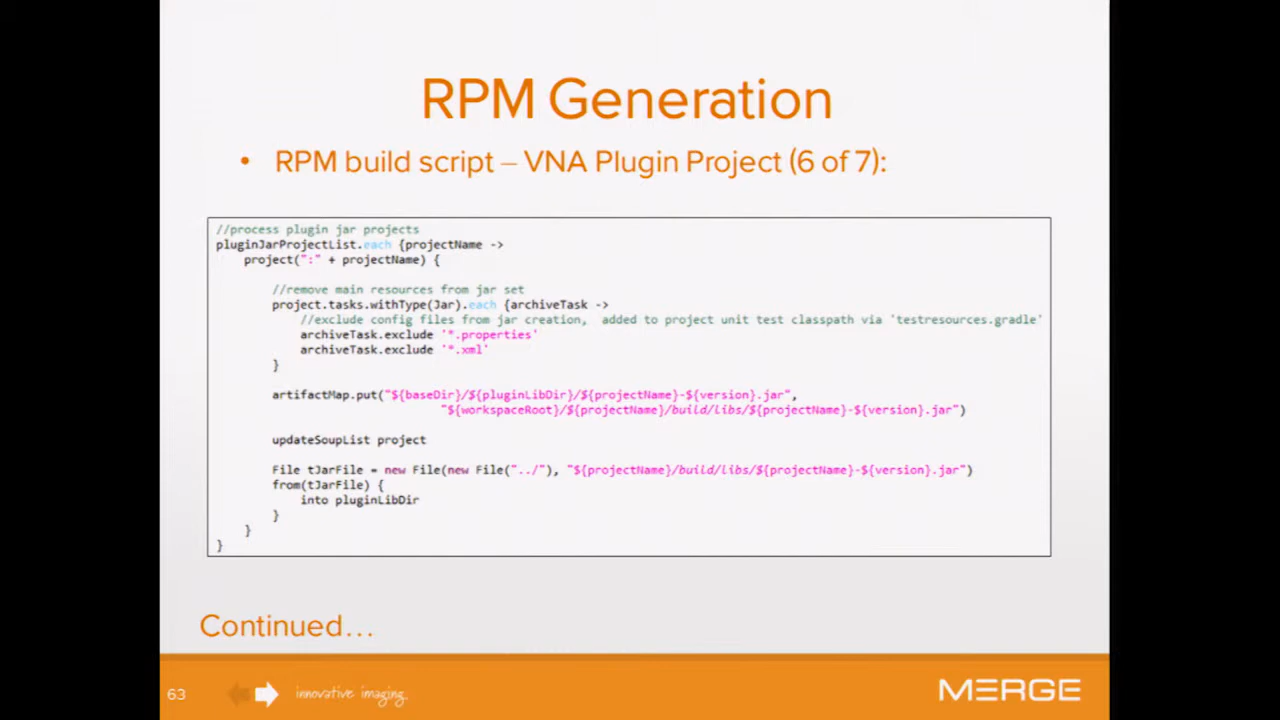 RPM Generation
• RPM build script – VNA Plugin Project (6 of 7):
//process plugin jar projects
pluginJarProjectList.each {projectName ->
project(":" + projectName) {
//remove main resources from jar set
project.tasks.withType(Jar).each {archiveTask ->
//exclude config files from jar creation, added to project unit test classpath via 'testresources.gradle'
archiveTask.exclude '*.properties'
archiveTask.exclude '*.xml'
}
artifactMap.put("${baseDir}/${pluginLibDir}/${projectName}-${version}.jar",
"${workspaceRoot}/${projectName}/build/libs/${projectName}-${version}.jar")
updateSoupList project
File tJarFile = new File(new File("../"), "${projectName}/build/libs/${projectName}-${version}.jar")
from(tJarFile) {
into pluginLibDir
}
}
}
Continued...
63
innovative imaging.
MERGE